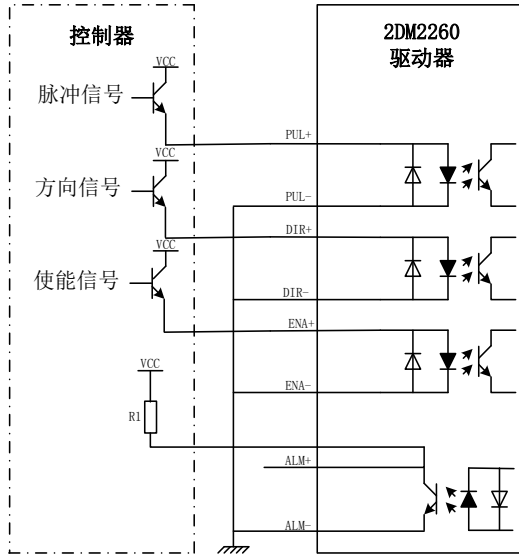 控制器
2DM2260
驱动器
VCC
脉冲信号
PUL+
VCC
方向信号
PUL-
DIR+
VCC
使能信号
DIR-
ENA+
VCC
ENA-
R1
ALM+
ALM-